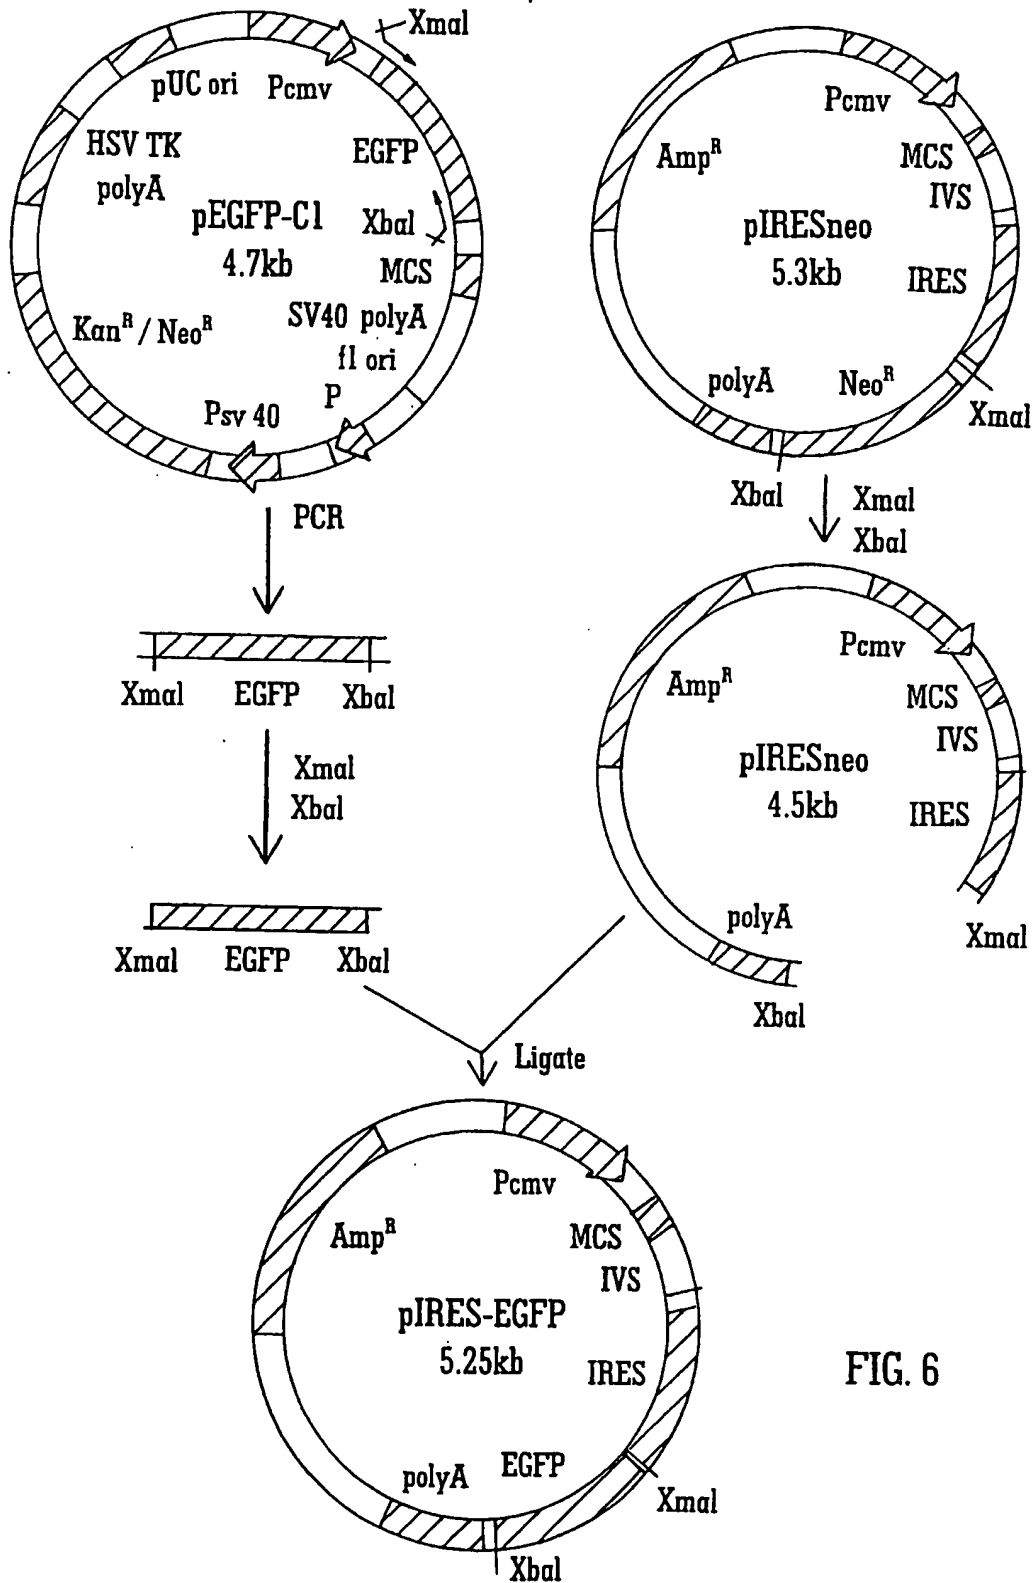 XmaI
pUC ori
Pcmv
HSV TK
polyA
EGFP
pEGFP-C1
4.7kb
XbaI
MCS
SV40 polyA
f1 ori
Kan^R / Neo^R
P
Psv 40
Pcmv
Amp^R
MCS
IVS
pIRESneo
5.3kb
IRES
polyA
Neo^R
XmaI
XbaI
PCR
XmaI
XbaI
XmaI
EGFP
XbaI
XmaI
XbaI
XmaI
EGFP
XbaI
Pcmv
Amp^R
MCS
IVS
pIRESneo
4.5kb
IRES
polyA
XmaI
XbaI
Ligate
Pcmv
Amp^R
MCS
IVS
pIRES-EGFP
5.25kb
IRES
polyA
EGFP
XmaI
XbaI
FIG. 6